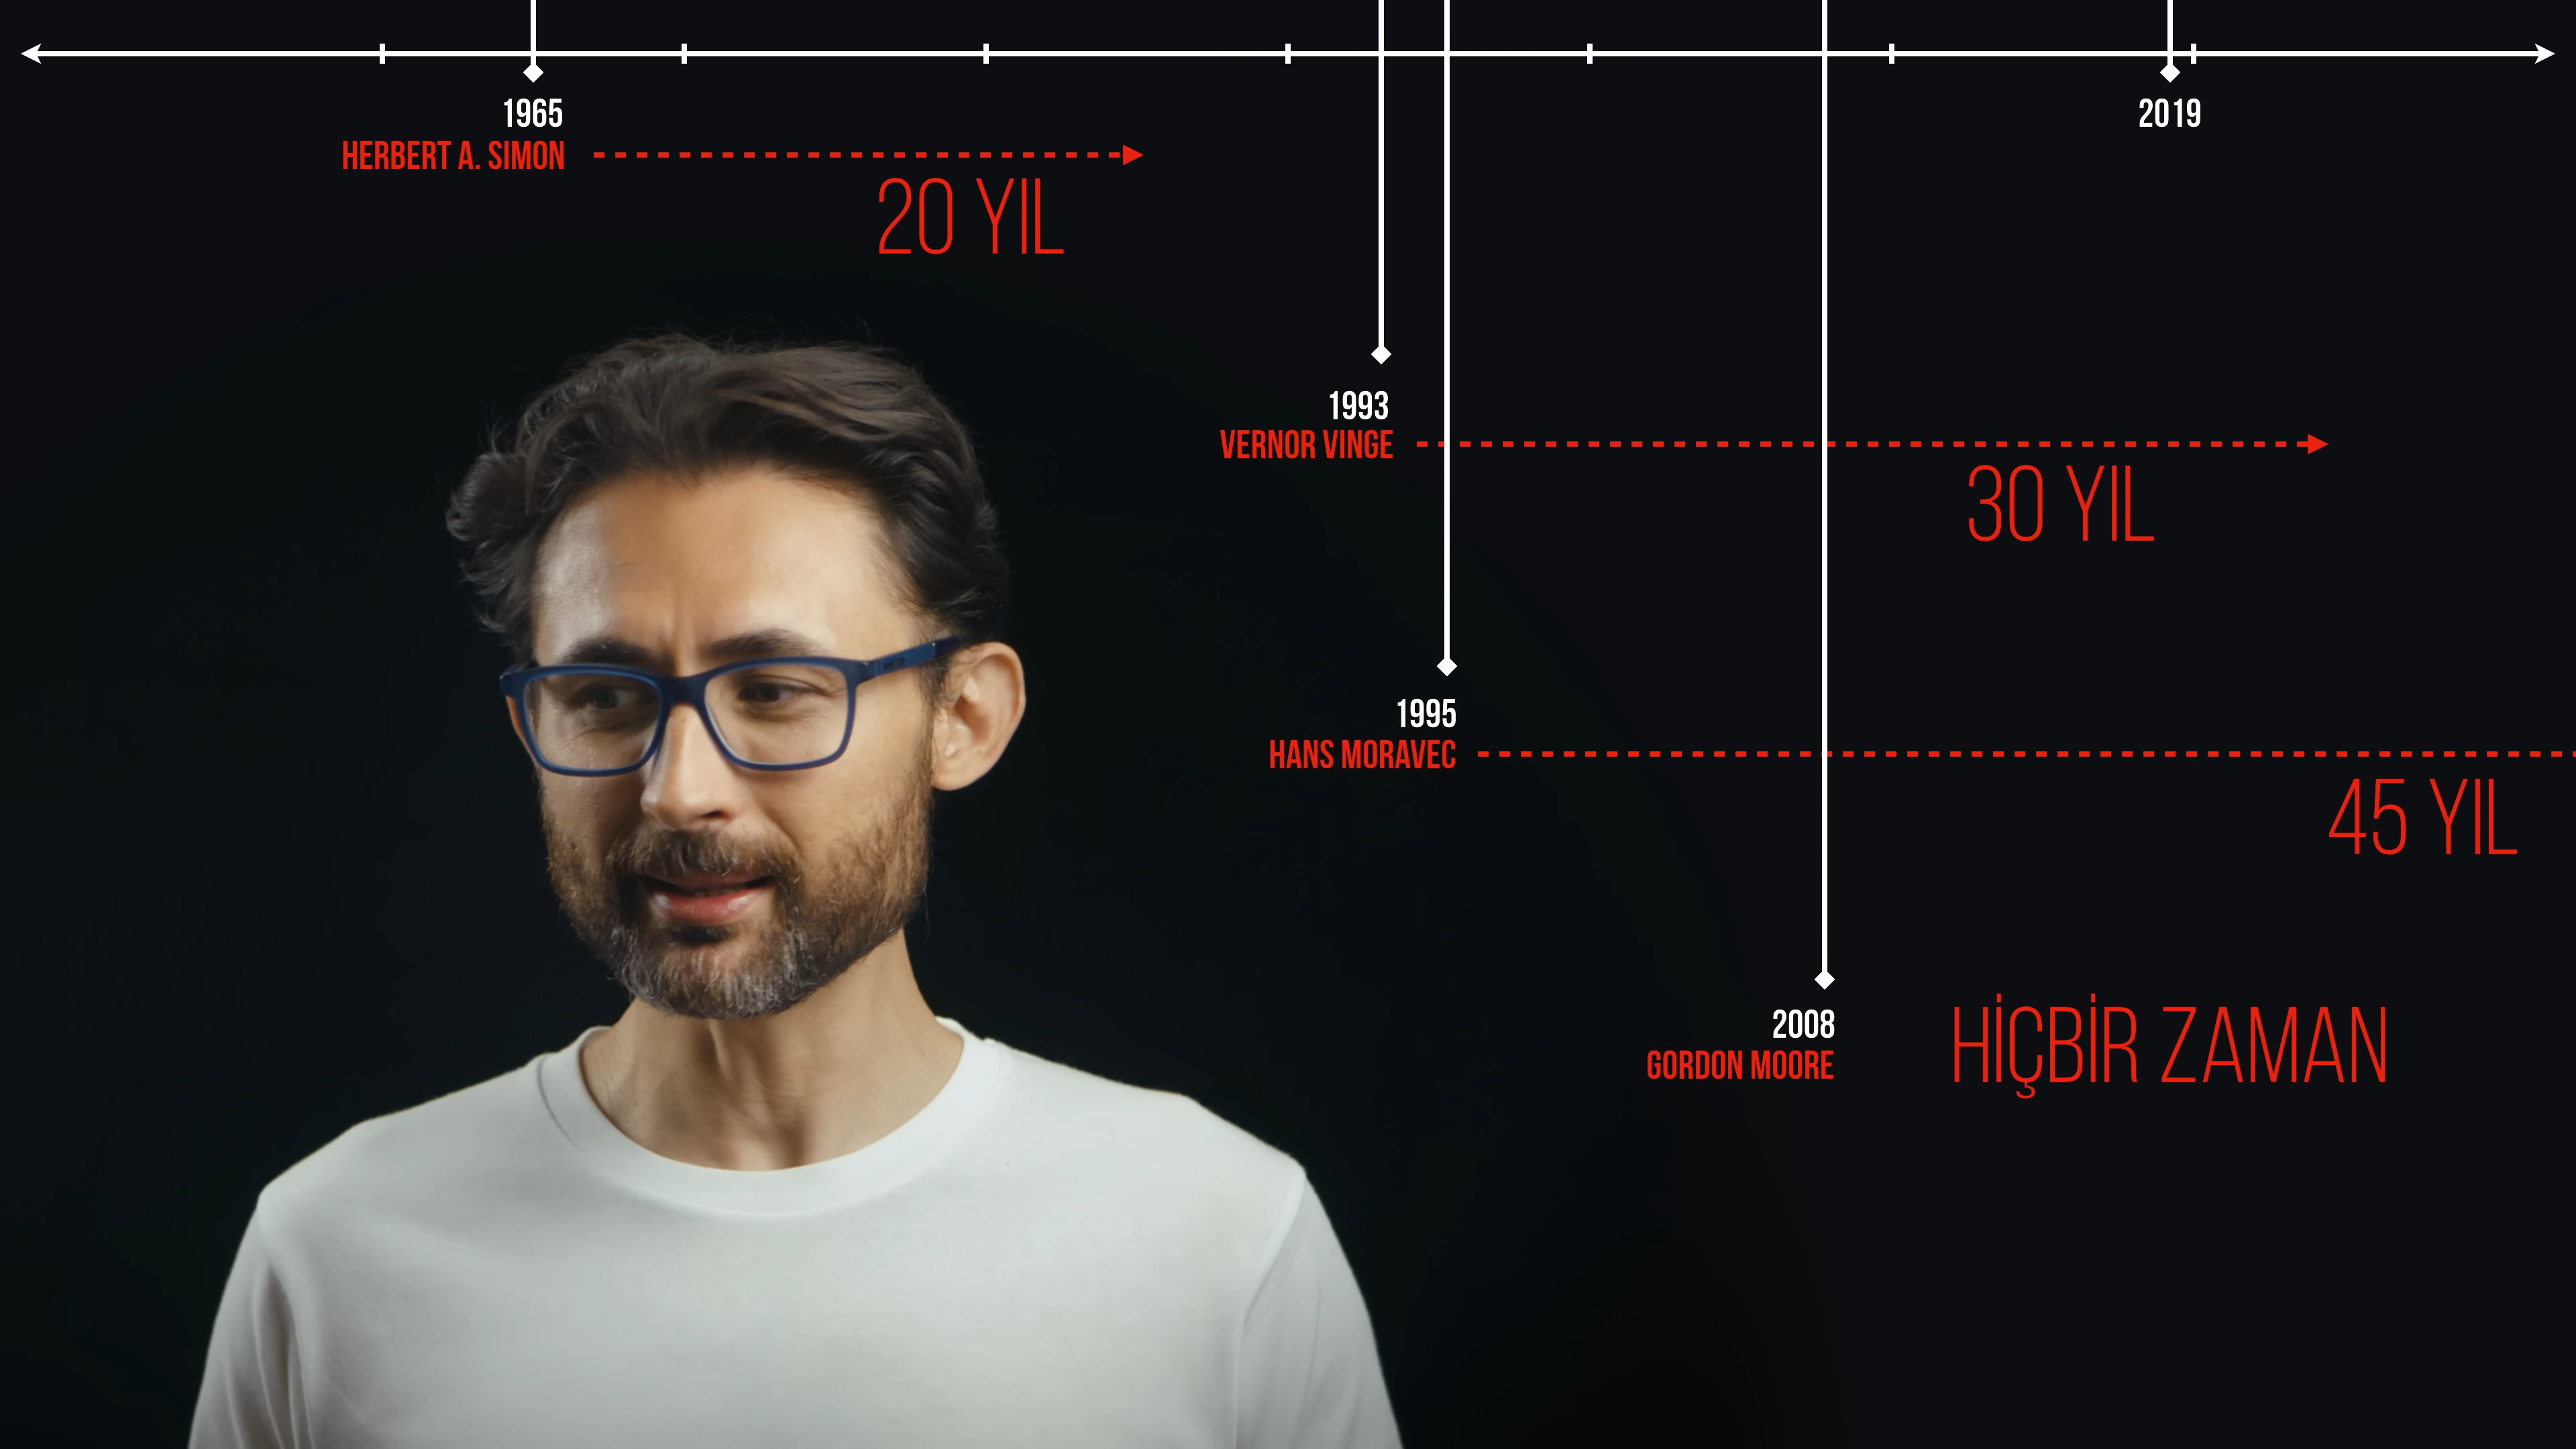 1965
HERBERT A. SIMON
20 YIL
2019
1993
VERNOR VINGE
30 YIL
1995
HANS MORAVEC
45 YIL
2008
GORDON MOORE
HİÇBİR ZAMAN